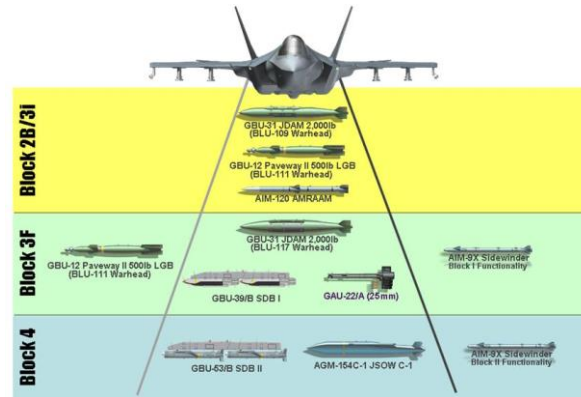 Block 2B/3i
GBU-31 JDAM 2,000lb
(BLU-109 Warhead)
GBU-12 Paveway II 500lb LGB
(BLU-111 Warhead)
AIM-120 AMRAAM
Block 3F
GBU-12 Paveway II 500lb LGB
(BLU-111 Warhead)
GBU-31 JDAM 2,000lb
(BLU-117 Warhead)
AIM-9X Sidewinder
Block I Functionality
GBU-39/B SDB I
GAU-22/A (25mm)
Block 4
GBU-53/B SDB II
AGM-154C-1 JSOW C-1
AIM-9X Sidewinder
Block II Functionality